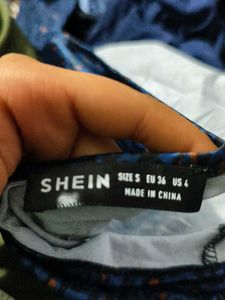 SHEIN SIZE S EU 36 US 4
MADE IN CHINA